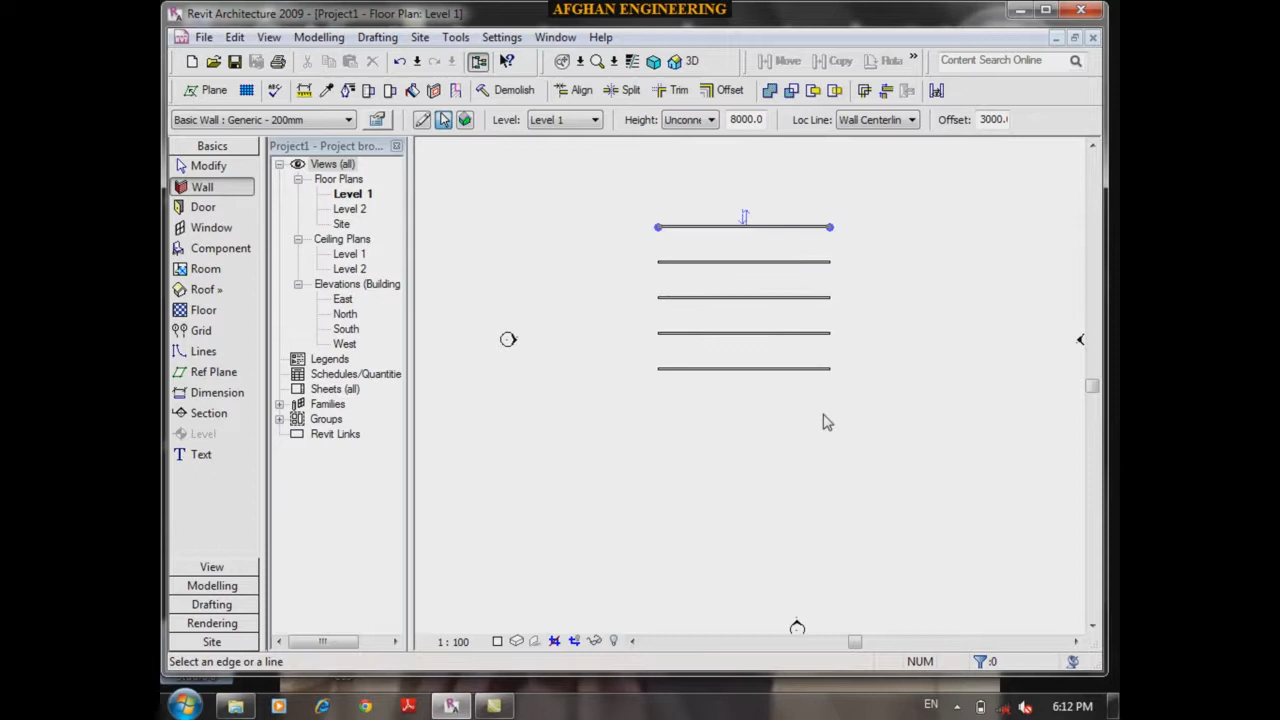 AFGHAN ENGINEERING
Revit Architecture 2009 - [Project1 - Floor Plan: Level 1]
File Edit View Modelling Drafting Site Tools Settings Window Help
3D Move Copy Rota » Content Search Online
Plane Demolish Align Split Trim Offset
Basic Wall : Generic - 200mm Level: Level 1 Height: Unconne 8000.0 Loc Line: Wall Centerlin Offset: 3000.
Basics
Modify
Wall
Door
Window
Component
Room
Roof »
Floor
Grid
Lines
Ref Plane
Dimension
Section
Level
Text
View
Modelling
Drafting
Rendering
Site
Project1 - Project bro...
Views (all)
Floor Plans
Level 1
Level 2
Site
Ceiling Plans
Level 1
Level 2
Elevations (Building
East
North
South
West
Legends
Schedules/Quantitie
Sheets (all)
Families
Groups
Revit Links
1 : 100
Select an edge or a line NUM :0
EN 6:12 PM